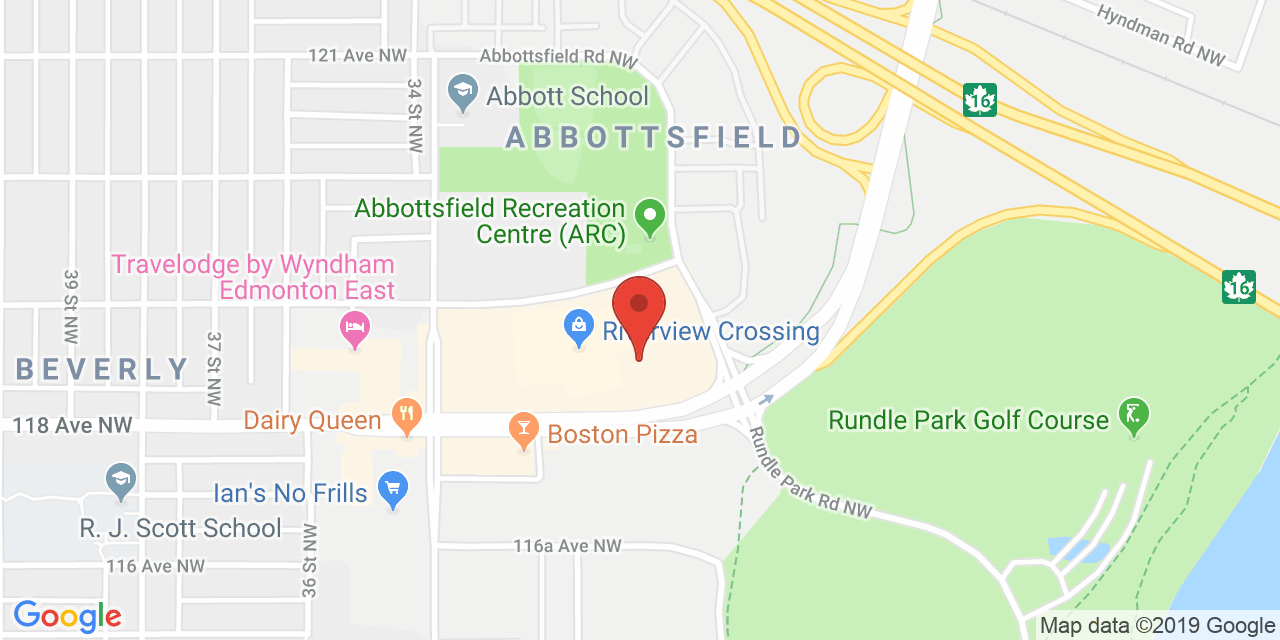 Hyndman Rd NW
121 Ave NW
Abbottsfield Rd NW
16
34 St NW
Abbott School
ABBOTTSFIELD
Abbottsfield Recreation
Centre (ARC)
Travelodge by Wyndham
Edmonton East
39 St NW
16
37 St NW
Riverview Crossing
BEVERLY
118 Ave NW
Dairy Queen
Boston Pizza
Rundle Park Golf Course
Rundle Park Rd NW
Ian's No Frills
R. J. Scott School
36 St NW
116a Ave NW
116 Ave NW
Google
Map data ©2019 Google